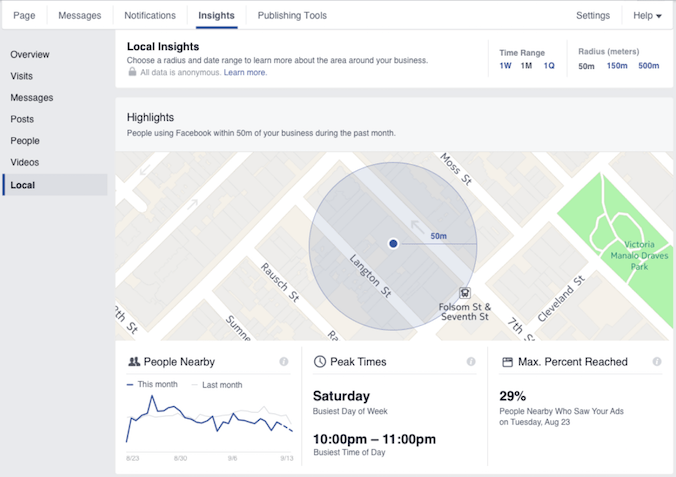 Page Messages Notifications Insights Publishing Tools Settings Help
Overview
Visits
Messages
Posts
People
Videos
Local
Local Insights
Choose a radius and date range to learn more about the area around your business.
All data is anonymous. Learn more.
Time Range
1W 1M 1Q
Radius (meters)
50m 150m 500m
Highlights
People using Facebook within 50m of your business during the past month.
Moss St
50m
Langton St
Rausch St
Sumne
Ra
8th St
Folsom St &
Seventh St
7th St
Cleveland St
Victoria
Manalo Draves
Park
People Nearby
This month Last month
8/23 8/30 9/6 9/13
Peak Times
Saturday
Busiest Day of Week
10:00pm – 11:00pm
Busiest Time of Day
Max. Percent Reached
29%
People Nearby Who Saw Your Ads
on Tuesday, Aug 23